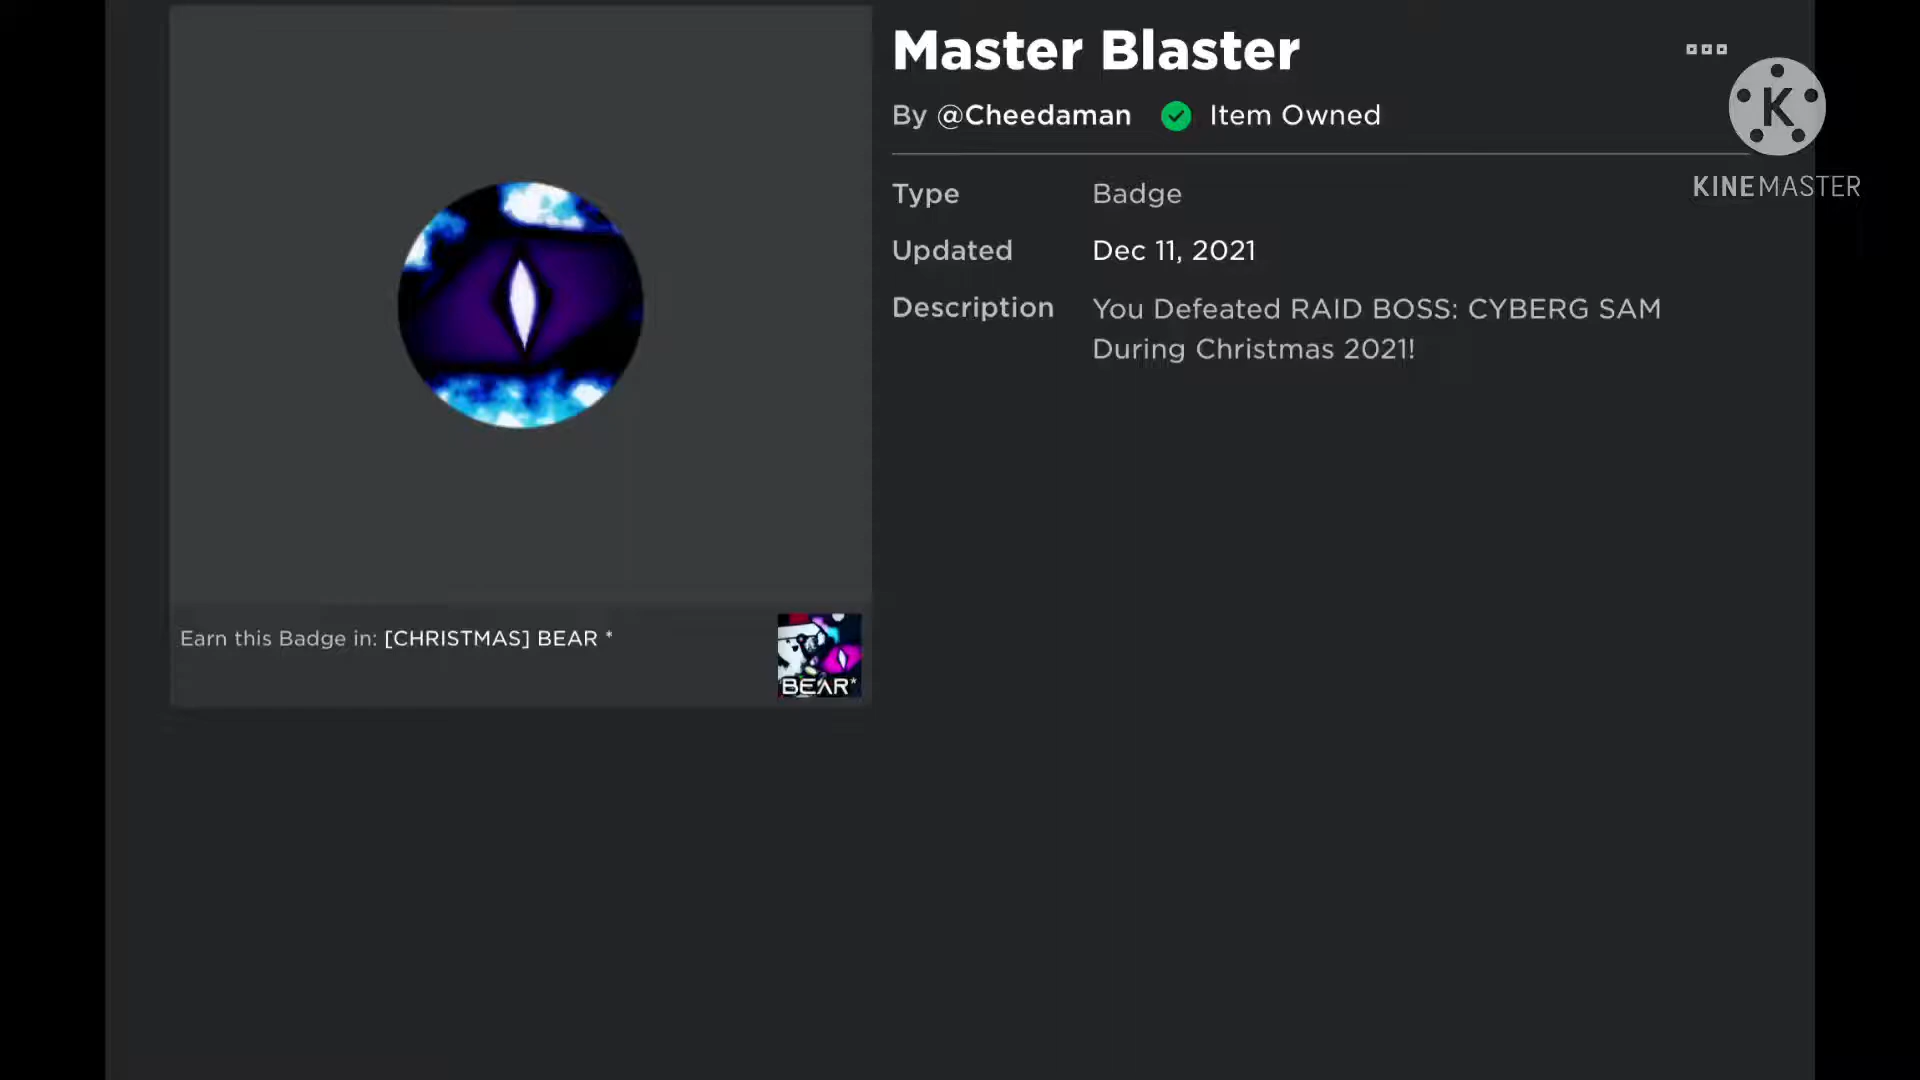 Master Blaster
By @Cheedaman Item Owned
K
KINEMASTER
Type Badge
Updated Dec 11, 2021
Description You Defeated RAID BOSS: CYBERG SAM
During Christmas 2021!
Earn this Badge in: [CHRISTMAS] BEAR *
BEAR*